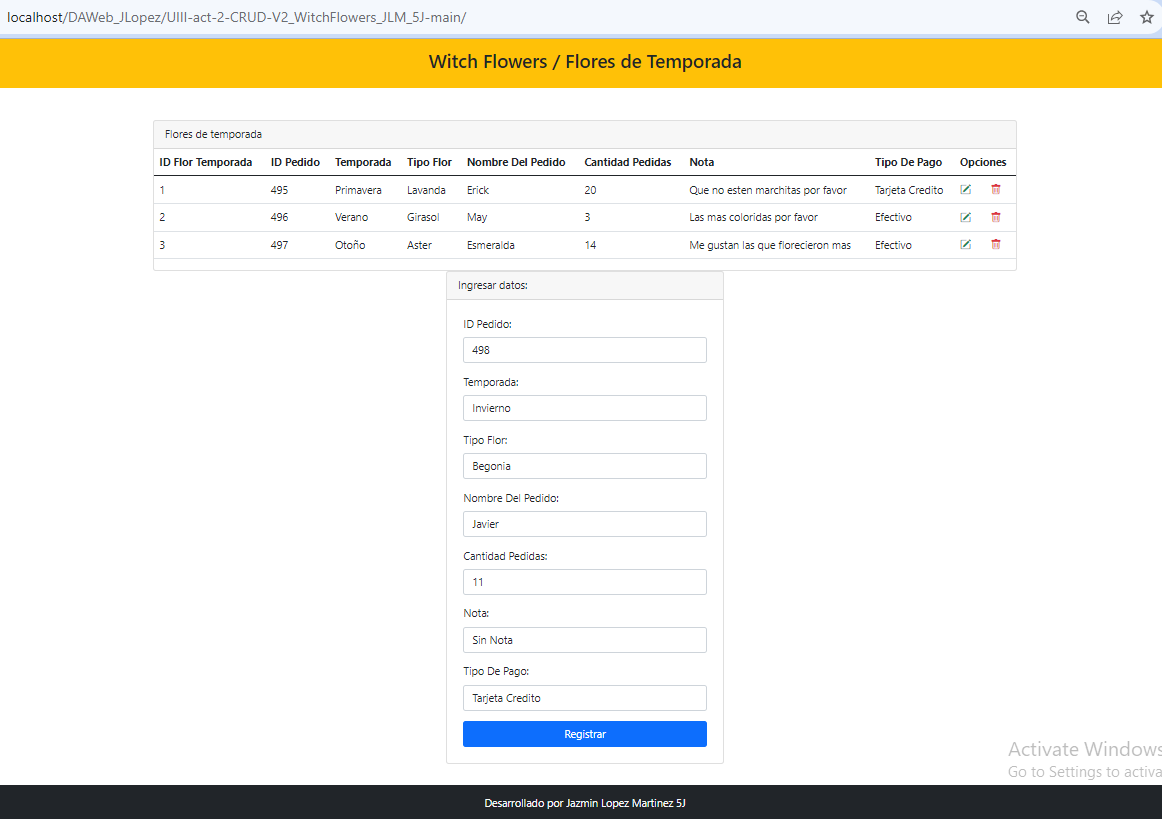 localhost/DAWeb_JLopez/UIII-act-2-CRUD-V2_WitchFlowers_JLM_5J-main/
Witch Flowers / Flores de Temporada
Flores de temporada
ID Flor Temporada ID Pedido Temporada Tipo Flor Nombre Del Pedido Cantidad Pedidas Nota Tipo De Pago Opciones
1 495 Primavera Lavanda Erick 20 Que no esten marchitas por favor Tarjeta Credito
2 496 Verano Girasol May 3 Las mas coloridas por favor Efectivo
3 497 Otoño Aster Esmeralda 14 Me gustan las que florecieron mas Efectivo
Ingresar datos:
ID Pedido:
498
Temporada:
Invierno
Tipo Flor:
Begonia
Nombre Del Pedido:
Javier
Cantidad Pedidas:
11
Nota:
Sin Nota
Tipo De Pago:
Tarjeta Credito
Registrar
Activate Windows
Go to Settings to activa
Desarrollado por Jazmin Lopez Martinez 5J